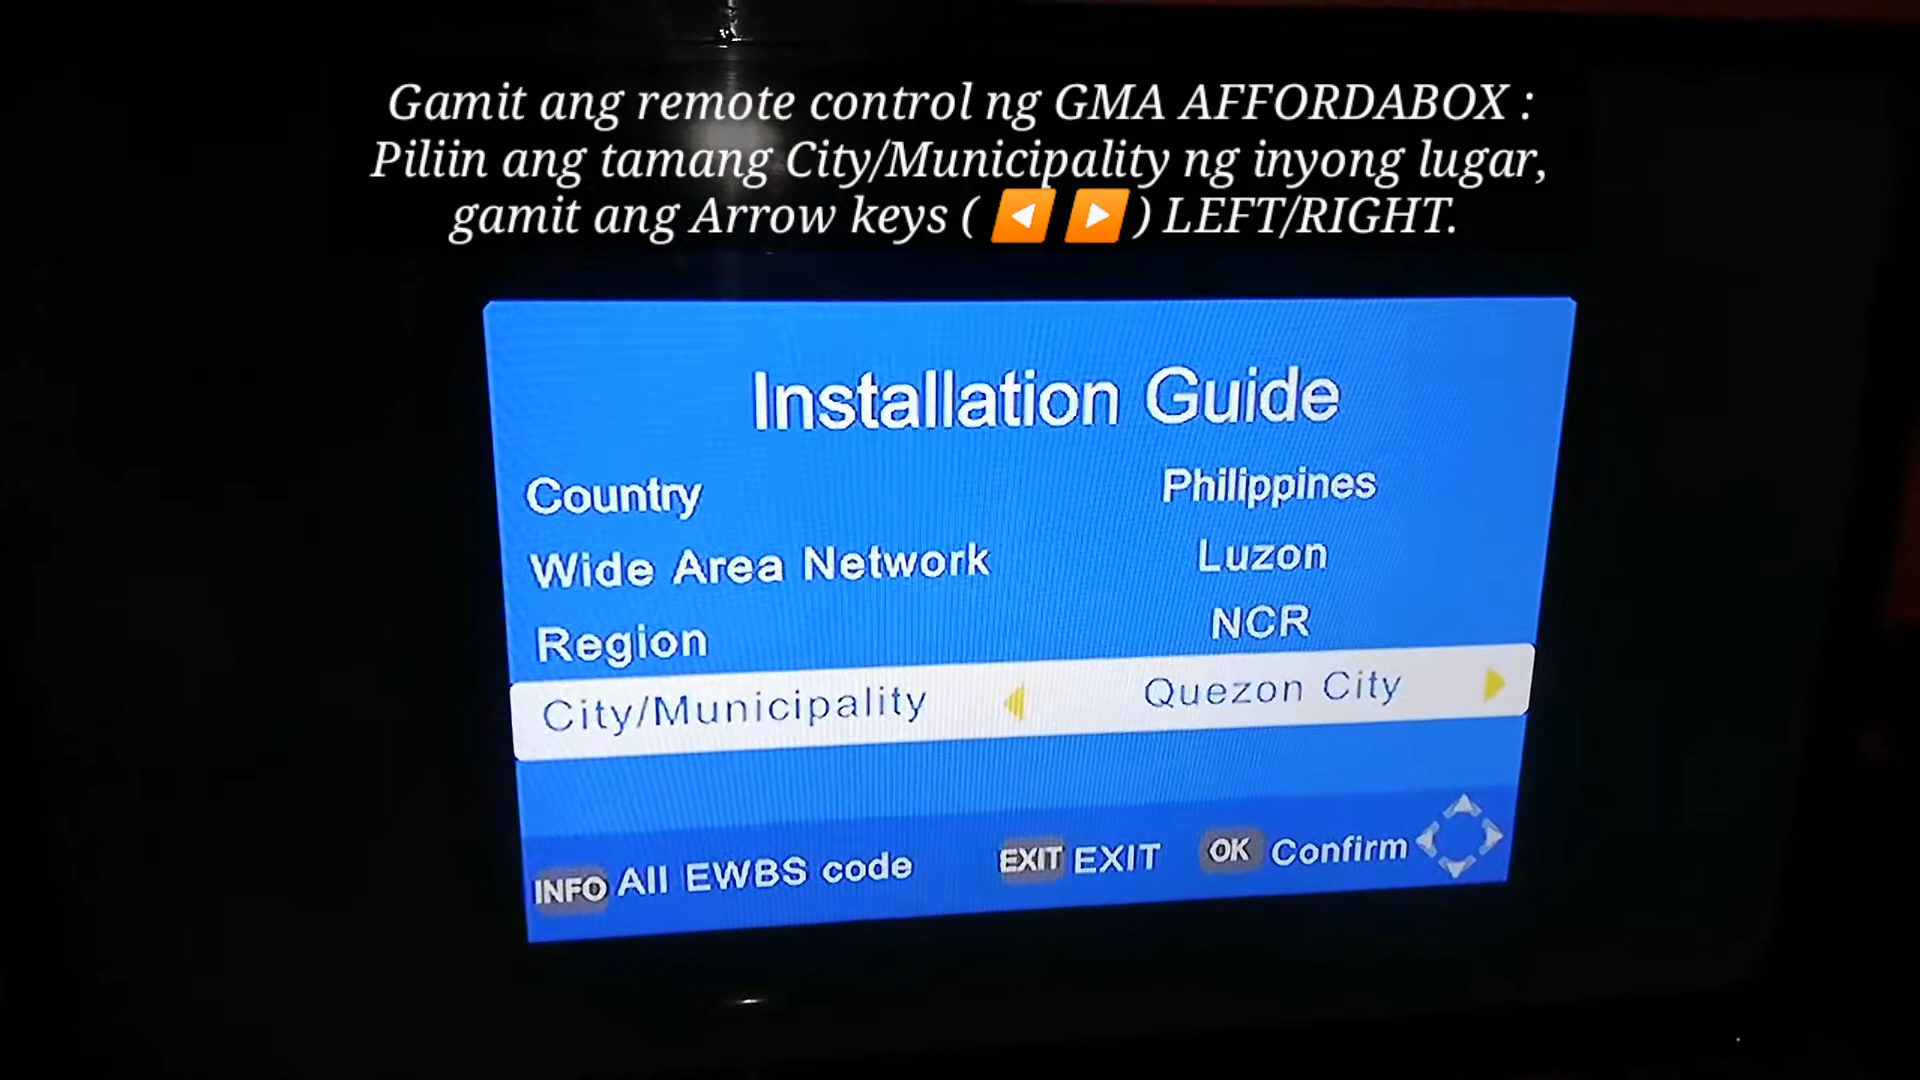 Gamit ang remote control ng GMA AFFORDABOX :
Piliin ang tamang City/Municipality ng inyong lugar,
gamit ang Arrow keys ( ◀️ ▶️ ) LEFT/RIGHT.
Installation Guide
Country Philippines
Wide Area Network Luzon
Region NCR
City/Municipality Quezon City
INFO All EWBS code EXIT EXIT OK Confirm